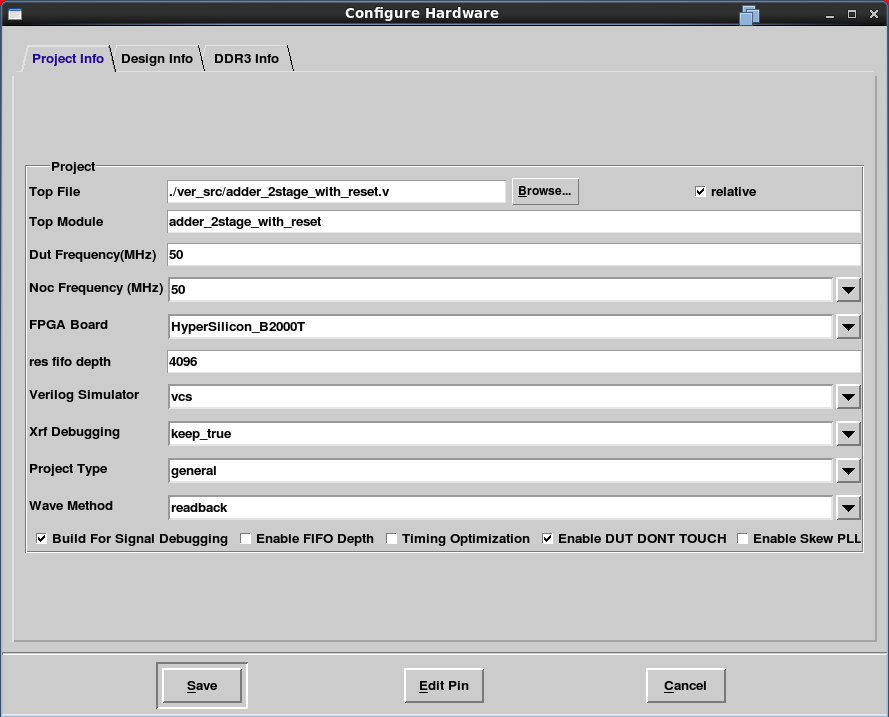 Configure Hardware
Project Info Design Info DDR3 Info
Project
Top File ./ver_src/adder_2stage_with_reset.v Browse... relative
Top Module adder_2stage_with_reset
Dut Frequency(MHz) 50
Noc Frequency (MHz) 50
FPGA Board HyperSilicon_B2000T
res fifo depth 4096
Verilog Simulator vcs
Xrf Debugging keep_true
Project Type general
Wave Method readback
Build For Signal Debugging Enable FIFO Depth Timing Optimization Enable DUT DONT TOUCH Enable Skew PLL
Save Edit Pin Cancel